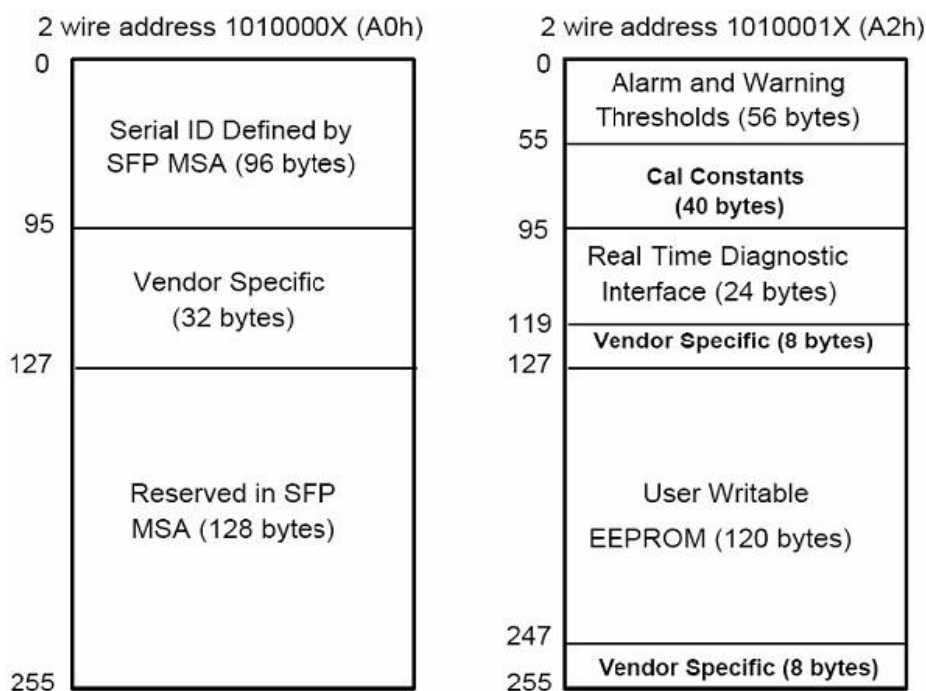 2 wire address 1010000X (A0h)
0
Serial ID Defined by
SFP MSA (96 bytes)
95
Vendor Specific
(32 bytes)
127
Reserved in SFP
MSA (128 bytes)
255
2 wire address 1010001X (A2h)
0
Alarm and Warning
Thresholds (56 bytes)
55
Cal Constants
(40 bytes)
95
Real Time Diagnostic
Interface (24 bytes)
119
Vendor Specific (8 bytes)
127
User Writable
EEPROM (120 bytes)
247
Vendor Specific (8 bytes)
255